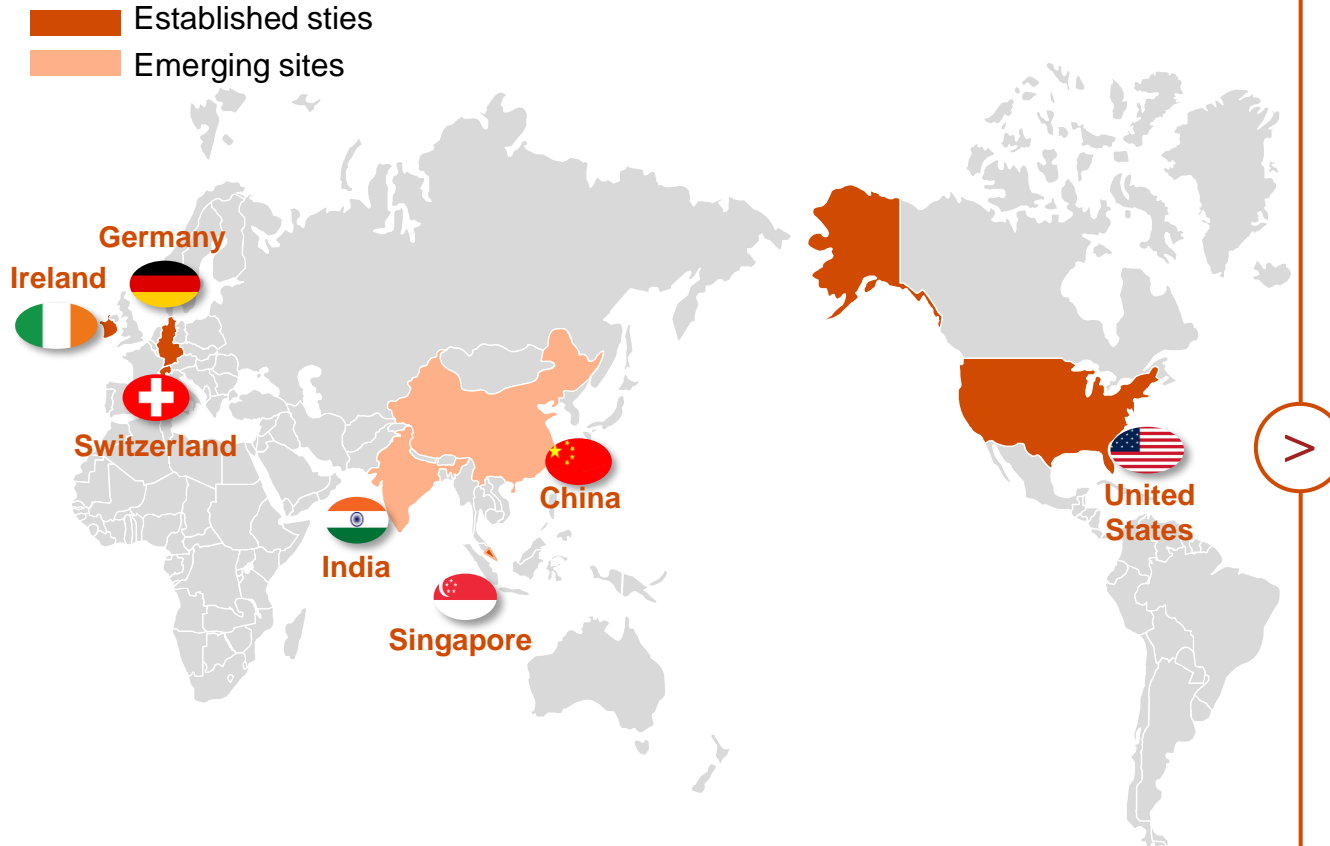 Established sties
Emerging sites
Germany
Ireland
Switzerland
China
India
Singapore
United
States
>